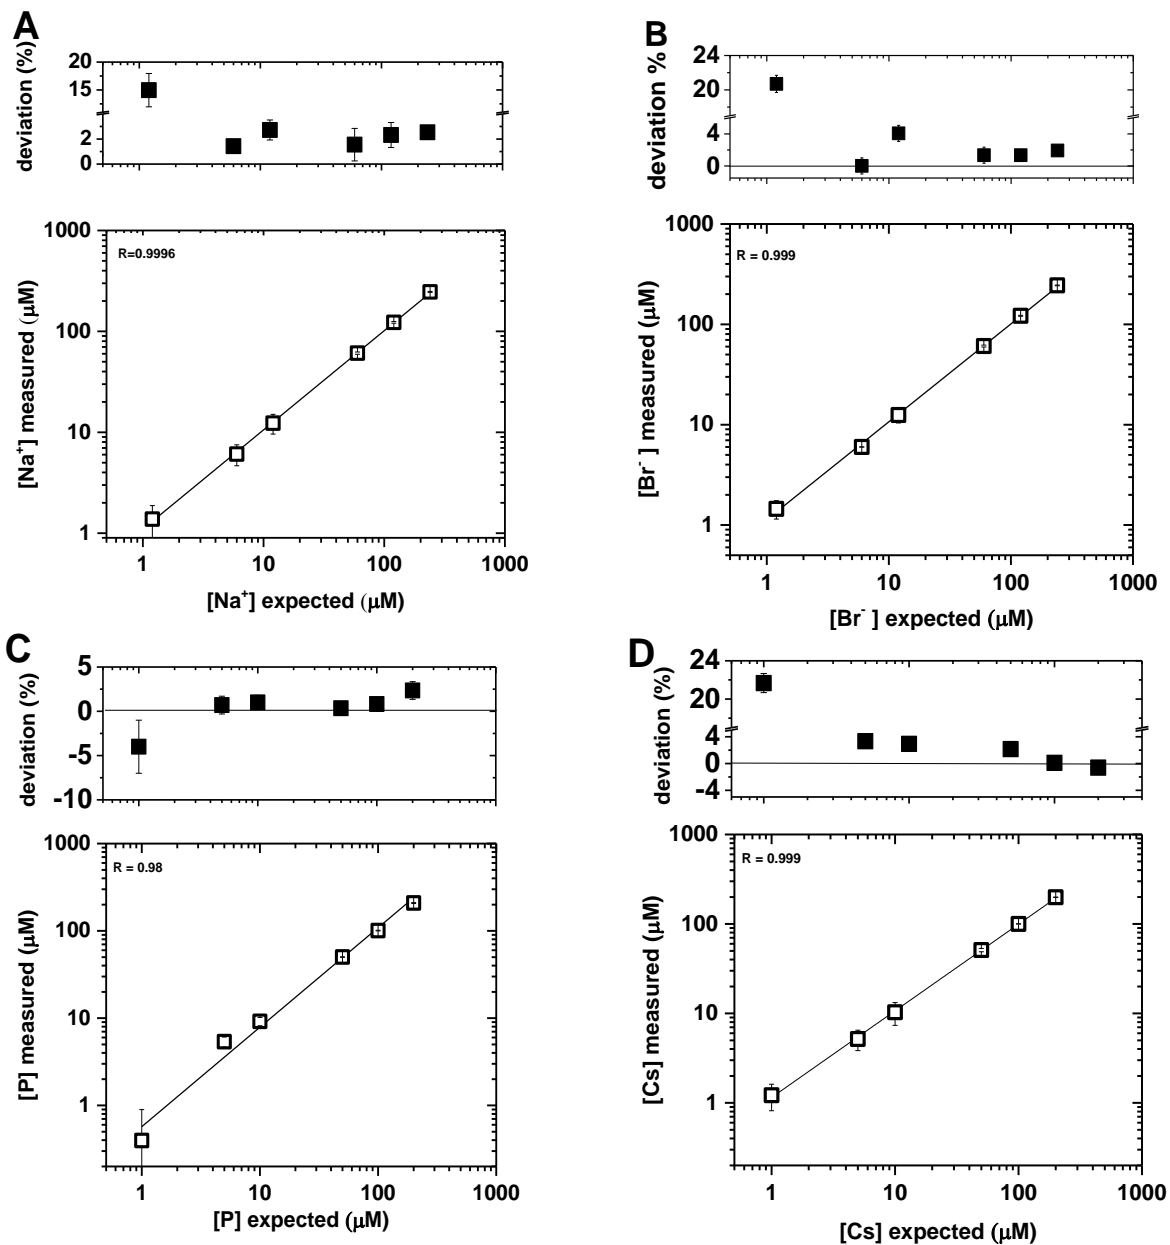 A
deviation (%)
20
15
2
0
[Na+] measured (μM)
1000
100
10
1
R=0.9996
1 10 100 1000
[Na+] expected (μM)
B
deviation %
24
20
4
0
[Br- ] measured (μM)
1000
100
10
1
R = 0.999
1 10 100 1000
[Br- ] expected (μM)
C
deviation (%)
5
0
-5
-10
[P] measured (μM)
1000
100
10
1
R = 0.98
1 10 100 1000
[P] expected (μM)
D
deviation (%)
24
20
4
0
-4
[Cs] measured (μM)
1000
100
10
1
R = 0.999
1 10 100 1000
[Cs] expected (μM)